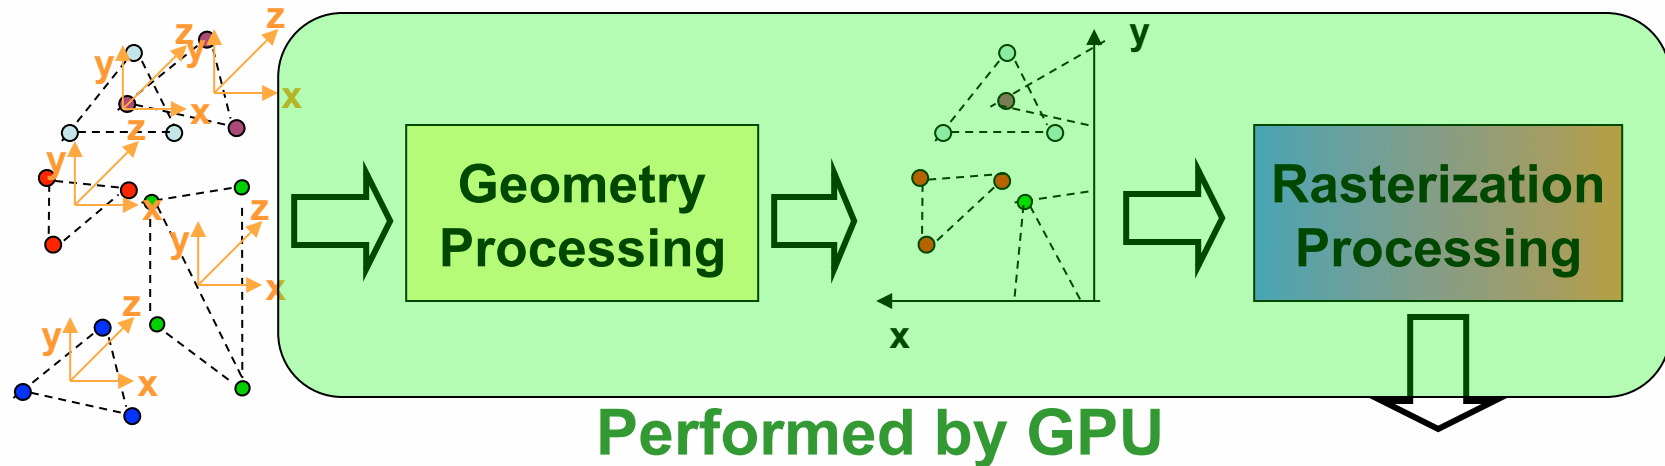 z
z
y
y
x
x
z
y
x
z
y
x
z
y
x
Geometry
Processing
y
x
Rasterization
Processing
Performed by GPU